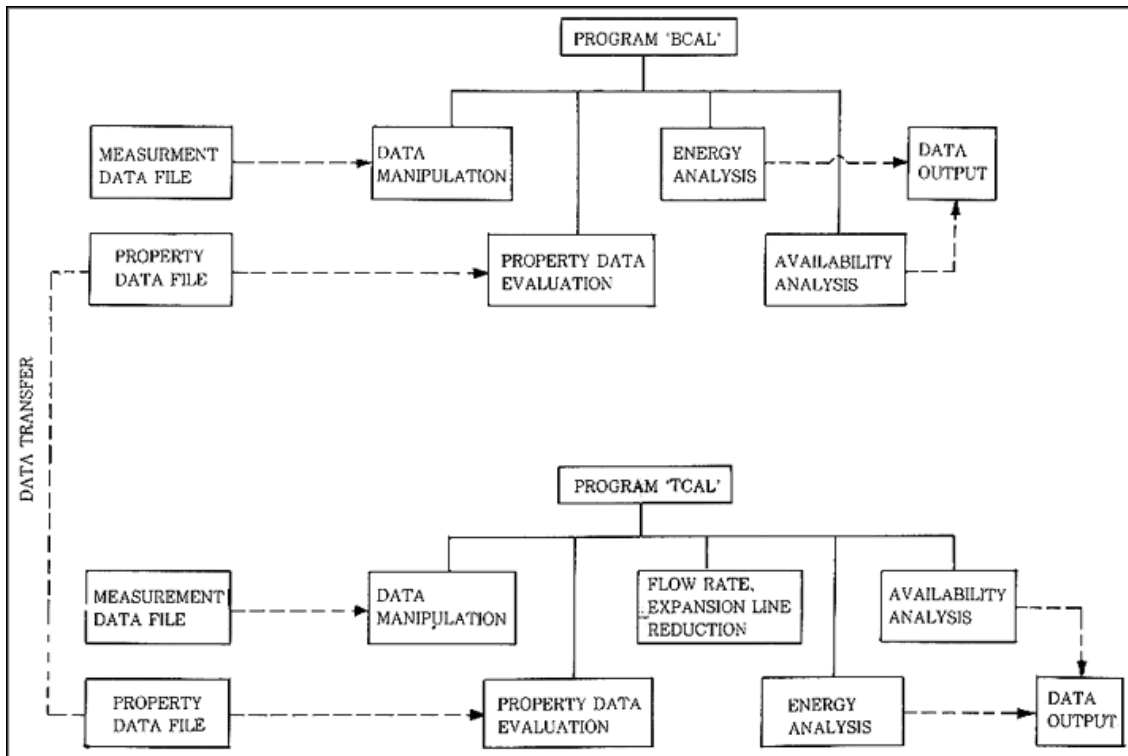 PROGRAM 'BCAL'
MEASURMENT
DATA FILE
DATA
MANIPULATION
ENERGY
ANALYSIS
DATA
OUTPUT
PROPERTY
DATA FILE
PROPERTY DATA
EVALUATION
AVAILABILITY
ANALYSIS
DATA TRANSFER
PROGRAM 'TCAL'
MEASUREMENT
DATA FILE
DATA
MANIPULATION
FLOW RATE,
EXPANSION LINE
REDUCTION
AVAILABILITY
ANALYSIS
PROPERTY
DATA FILE
PROPERTY DATA
EVALUATION
ENERGY
ANALYSIS
DATA
OUTPUT